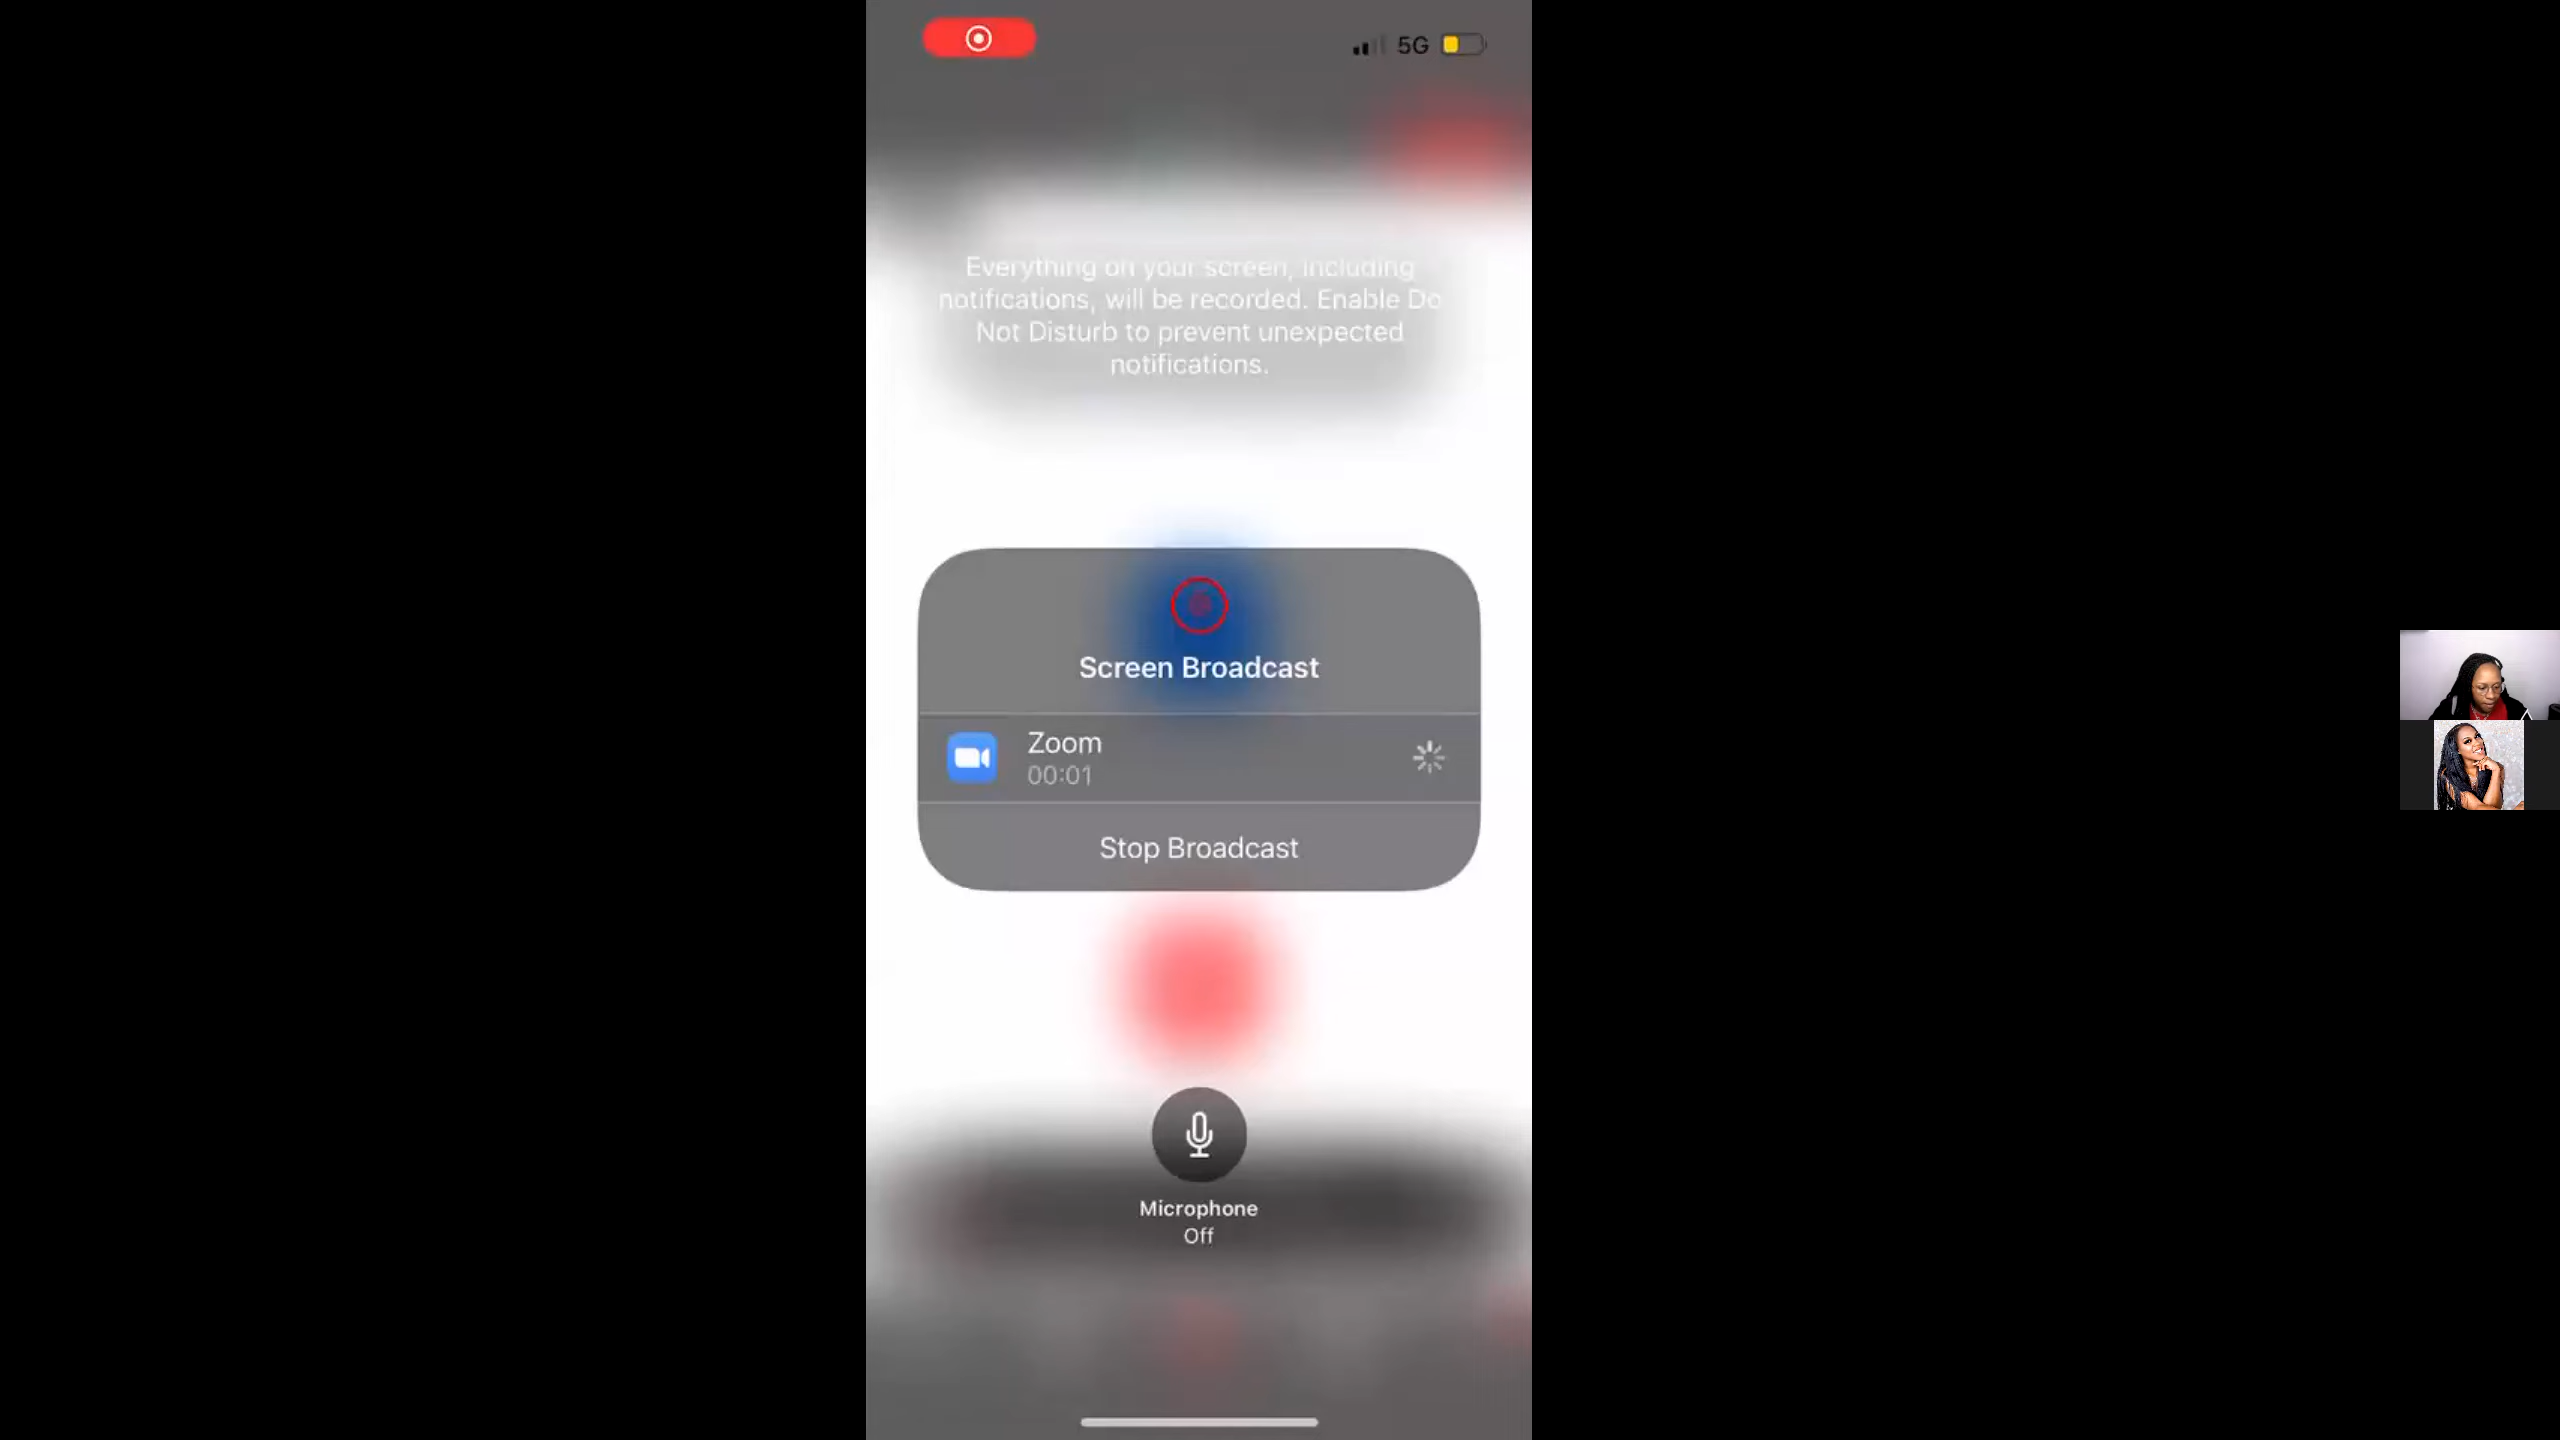 5G
Everything on your screen, including
notifications, will be recorded. Enable Do
Not Disturb to prevent unexpected
notifications.
Screen Broadcast
Zoom
00:01
Stop Broadcast
Microphone
Off